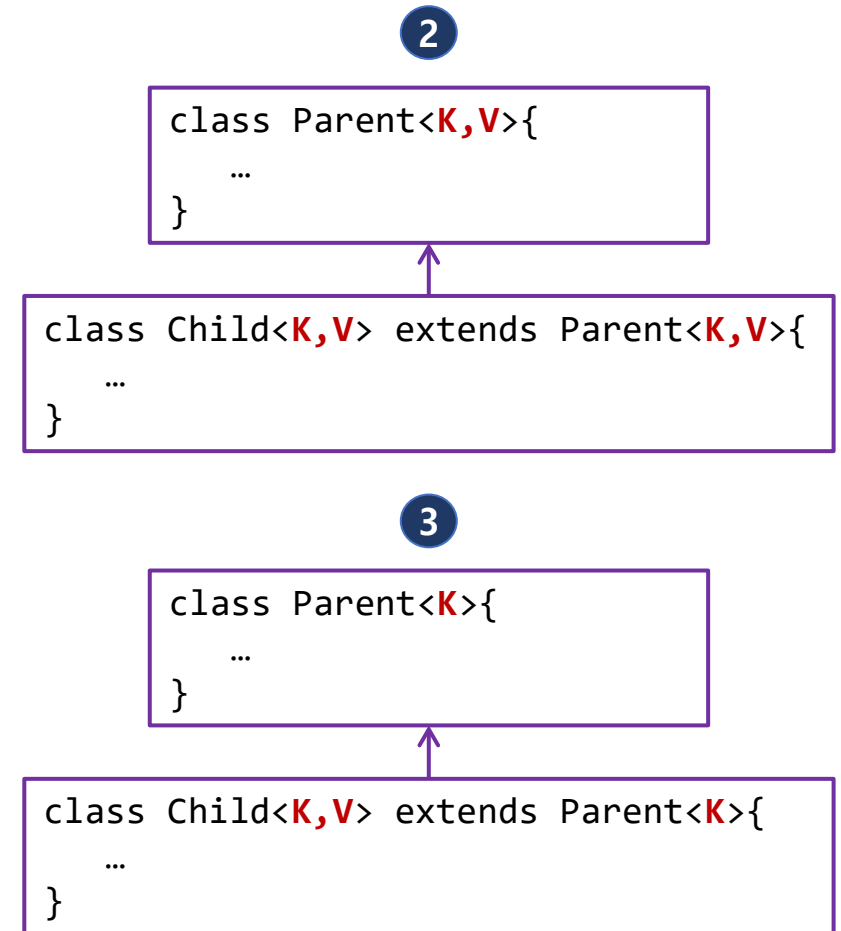 2
class Parent<K,V>{
…
}
class Child<K,V> extends Parent<K,V>{
…
}
3
class Parent<K>{
…
}
class Child<K,V> extends Parent<K>{
…
}